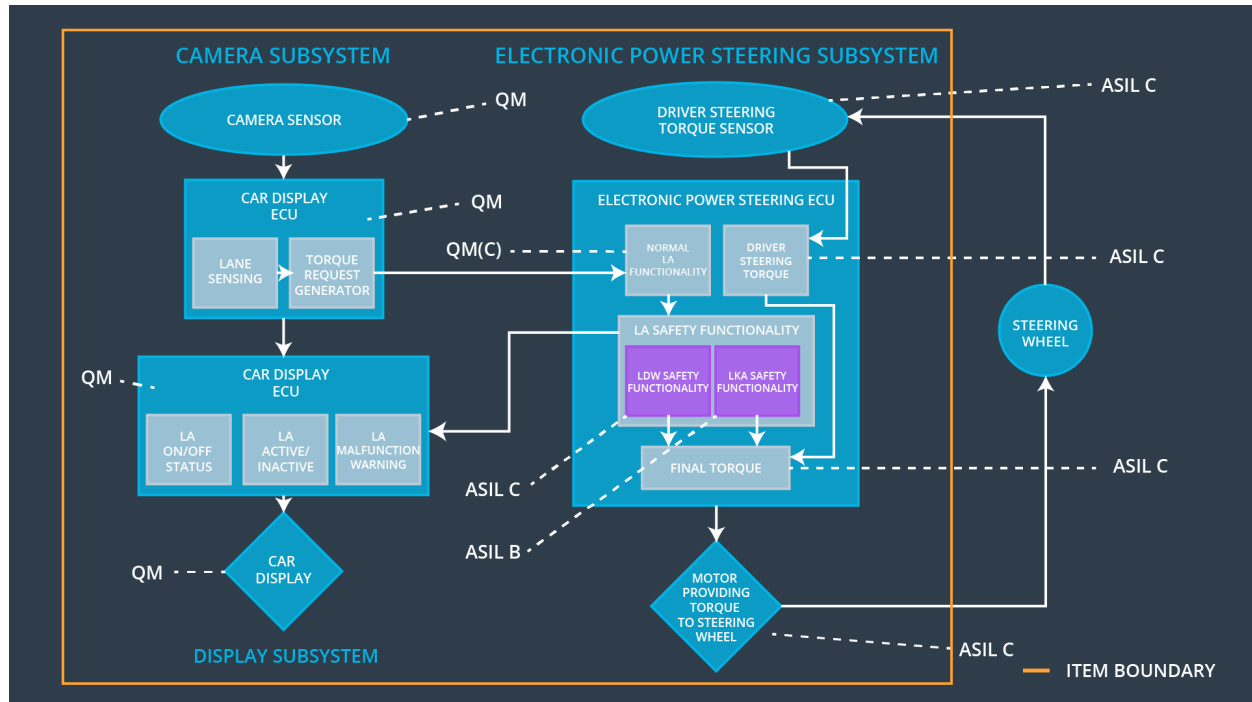 CAMERA SUBSYSTEM
ELECTRONIC POWER STEERING SUBSYSTEM
CAMERA SENSOR
QM
DRIVER STEERING
TORQUE SENSOR
ASIL C
CAR DISPLAY
ECU
QM
LANE
SENSING
TORQUE
REQUEST
GENERATOR
QM(C)
ELECTRONIC POWER STEERING ECU
NORMAL
LA
FUNCTIONALITY
DRIVER
STEERING
TORQUE
ASIL C
LA SAFETY FUNCTIONALITY
LDW SAFETY
FUNCTIONALITY
LKA SAFETY
FUNCTIONALITY
STEERING
WHEEL
QM
CAR DISPLAY
ECU
LA
ON/OFF
STATUS
LA
ACTIVE/
INACTIVE
LA
MALFUNCTION
WARNING
FINAL TORQUE
ASIL C
ASIL C
ASIL B
QM
CAR
DISPLAY
MOTOR
PROVIDING
TORQUE
TO STEERING
WHEEL
ASIL C
DISPLAY SUBSYSTEM
ITEM BOUNDARY